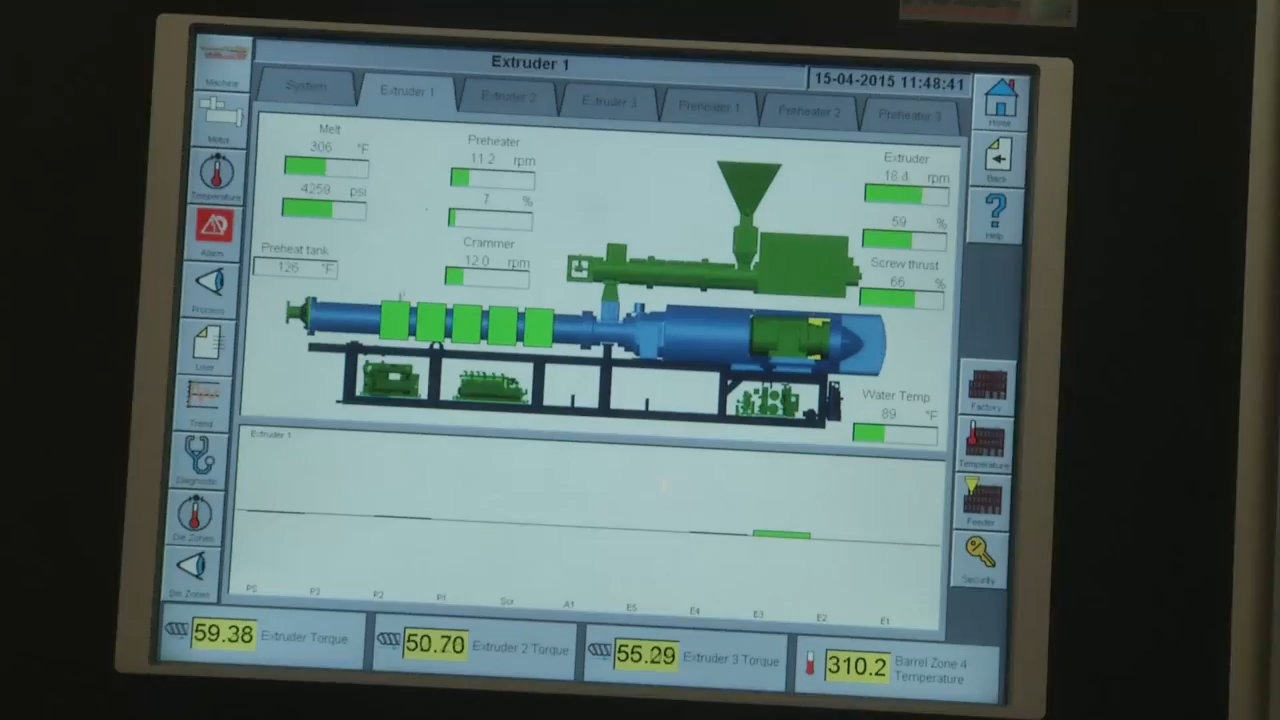 Extruder 1
15-04-2015 11:48:41
System
Extruder 1
Extruder 2
Extruder 3
Preheater 1
Preheater 2
Preheater 3
Machine
Motor
Temperature
Alarm
Process
User
Trend
Diagnostic
Die Zones
Die Zones
Melt
306 °F
4259 psi
Preheat tank
126 °F
Preheater
11.2 rpm
7 %
Crammer
12.0 rpm
Extruder
18.4 rpm
59 %
Screw thrust
66 %
Water Temp
89 °F
Home
Back
Help
Factory
Temperature
Feeder
Security
Extruder 1
P3
P2
P1
Scr
A1
E5
E4
E3
E2
E1
59.38 Extruder Torque
50.70 Extruder 2 Torque
55.29 Extruder 3 Torque
310.2 Barrel Zone 4
Temperature